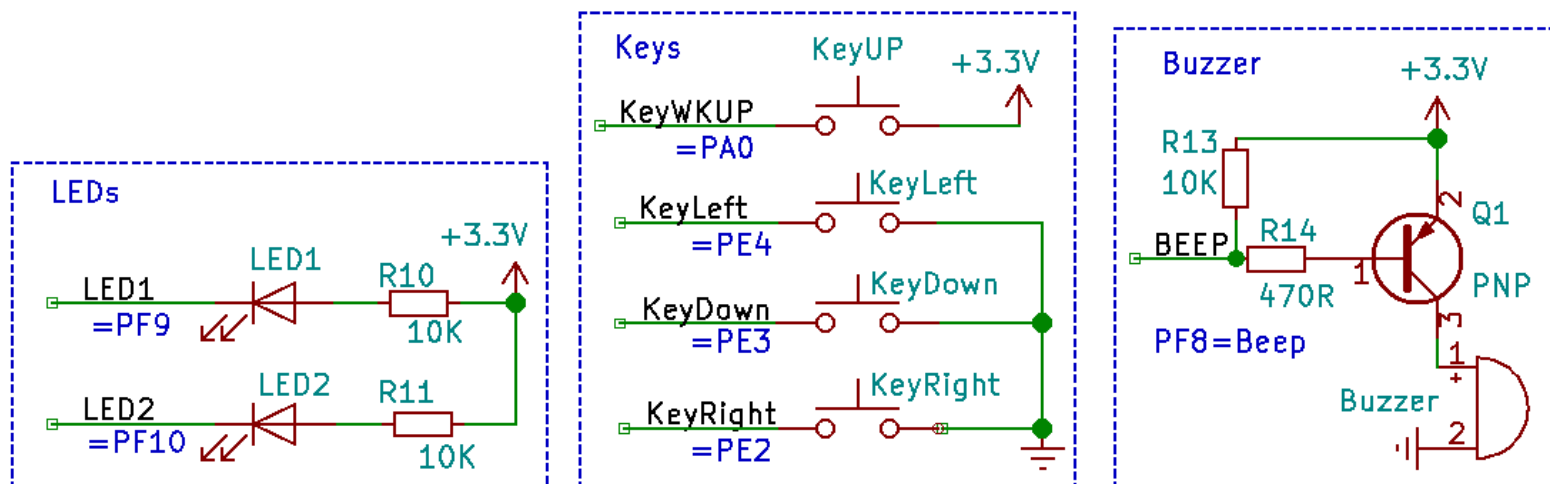 LEDs
+3.3V
LED1
LED1
R10
=PF9
10K
LED2
LED2
R11
=PF10
10K
Keys
KeyUP
+3.3V
KeyWKUP
=PA0
KeyLeft
KeyLeft
=PE4
KeyDown
KeyDown
=PE3
KeyRight
KeyRight
=PE2
Buzzer
+3.3V
R13
10K
2
Q1
BEEP
R14
1
470R
PNP
3
PF8=Beep
1
+
Buzzer
2